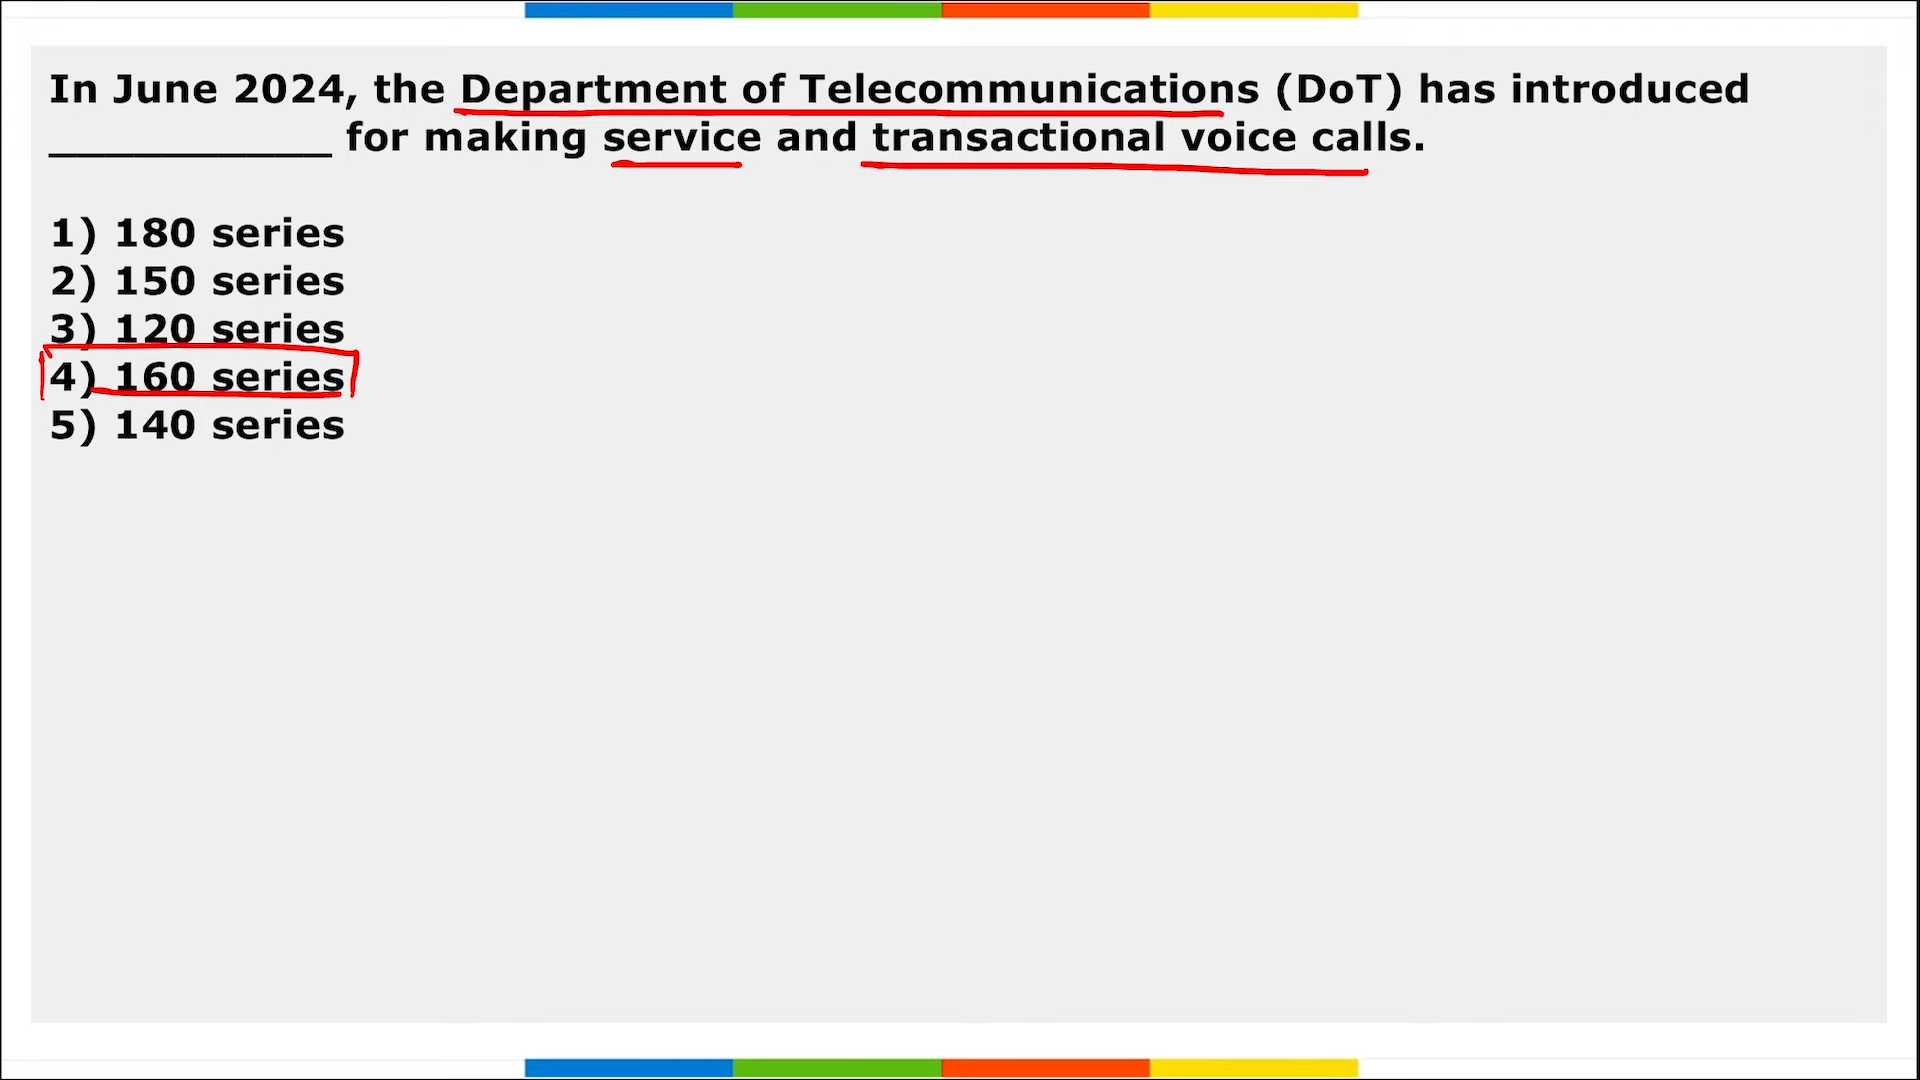 In June 2024, the Department of Telecommunications (DoT) has introduced
____________ for making service and transactional voice calls.
1) 180 series
2) 150 series
3) 120 series
4) 160 series
5) 140 series